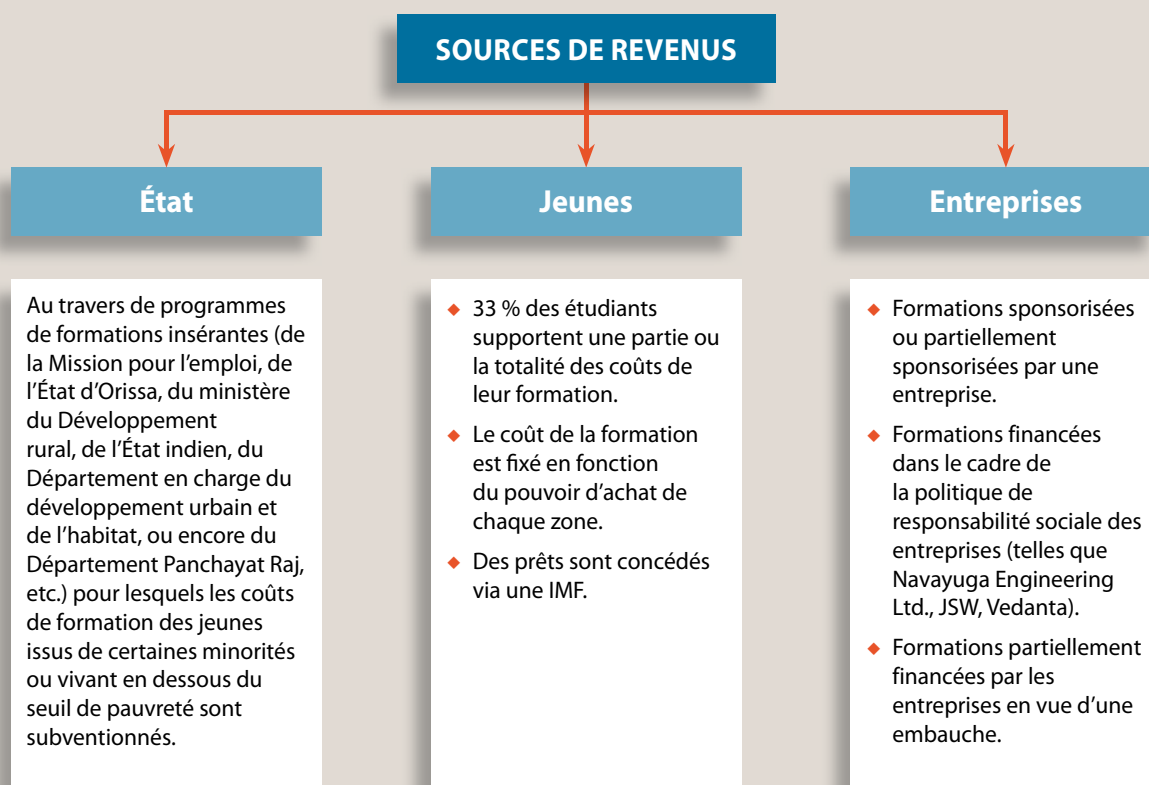 SOURCES DE REVENUS
État
Au travers de programmes
de formations insérantes (de
la Mission pour l'emploi, de
l'État d'Orissa, du ministère
du Développement
rural, de l'État indien, du
Département en charge du
développement urbain et
de l'habitat, ou encore du
Département Panchayat Raj,
etc.) pour lesquels les coûts
de formation des jeunes
issus de certaines minorités
ou vivant en dessous du
seuil de pauvreté sont
subventionnés.
Jeunes
◆ 33 % des étudiants
supportent une partie ou
la totalité des coûts de
leur formation.
◆ Le coût de la formation
est fixé en fonction
du pouvoir d'achat de
chaque zone.
◆ Des prêts sont concédés
via une IMF.
Entreprises
◆ Formations sponsorisées
ou partiellement
sponsorisées par une
entreprise.
◆ Formations financées
dans le cadre de
la politique de
responsabilité sociale des
entreprises (telles que
Navayuga Engineering
Ltd., JSW, Vedanta).
◆ Formations partiellement
financées par les
entreprises en vue d'une
embauche.